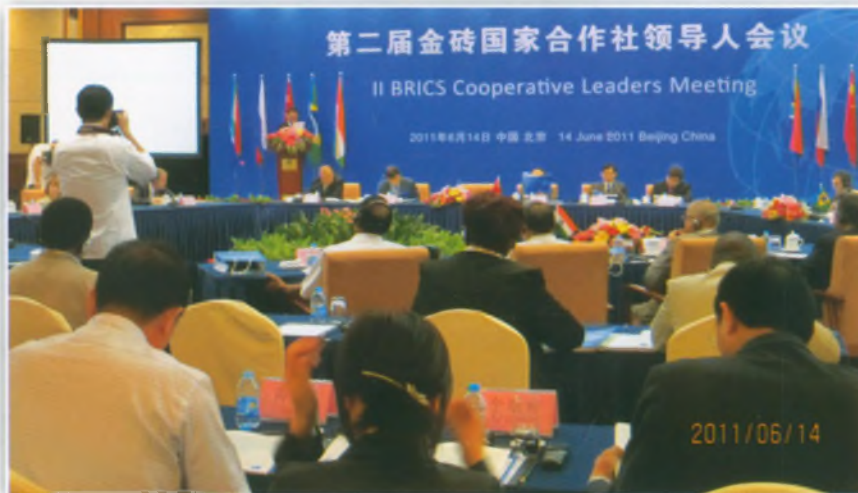 第二届金砖国家合作社领导人会议
II BRICS Cooperative Leaders Meeting
2011年6月14日 中国 北京 14 June 2011 Beijing China
2011/06/14